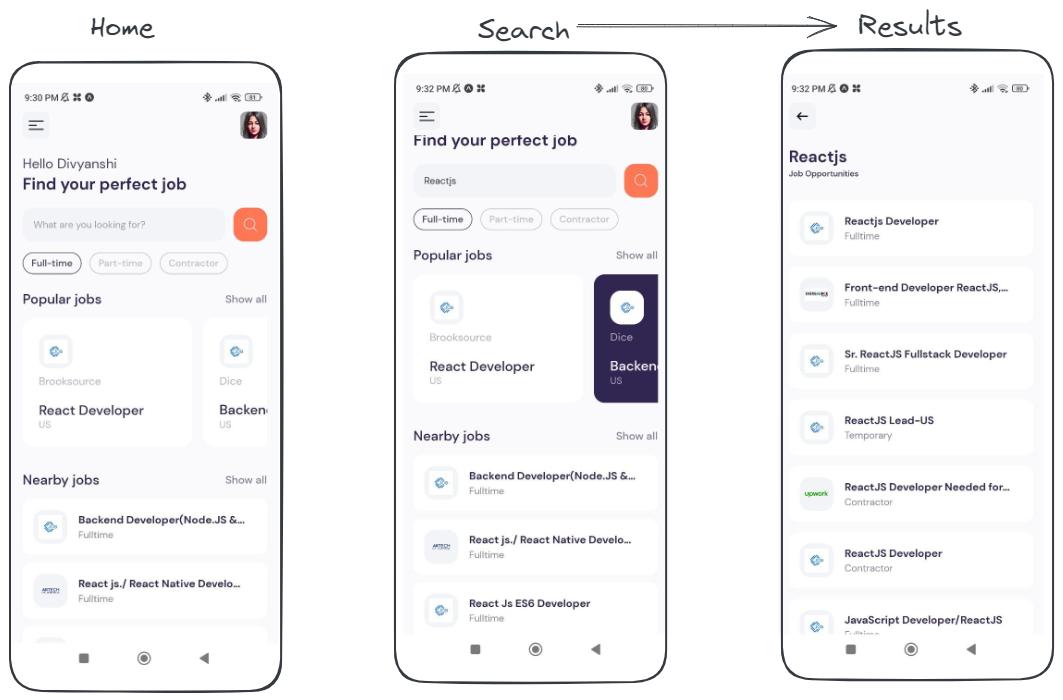 Home
Search
Results
9:30 PM
81
Hello Divyanshi
Find your perfect job
What are you looking for?
Full-time
Part-time
Contractor
Popular jobs
Show all
Brooksource
React Developer
US
Dice
Backen
US
Nearby jobs
Show all
Backend Developer(Node.JS &...
Fulltime
ARTECH
React js./ React Native Develo...
Fulltime
9:32 PM
80
Find your perfect job
Reactjs
Full-time
Part-time
Contractor
Popular jobs
Show all
Brooksource
React Developer
US
Dice
Backen
US
Nearby jobs
Show all
Backend Developer(Node.JS &...
Fulltime
ARTECH
React js./ React Native Develo...
Fulltime
React Js ES6 Developer
Fulltime
9:32 PM
80
Reactjs
Job Opportunities
Reactjs Developer
Fulltime
Front-end Developer ReactJS,...
Fulltime
Sr. ReactJS Fullstack Developer
Fulltime
ReactJS Lead-US
Temporary
upwork
ReactJS Developer Needed for...
Contractor
ReactJS Developer
Contractor
JavaScript Developer/ReactJS
Fulltime